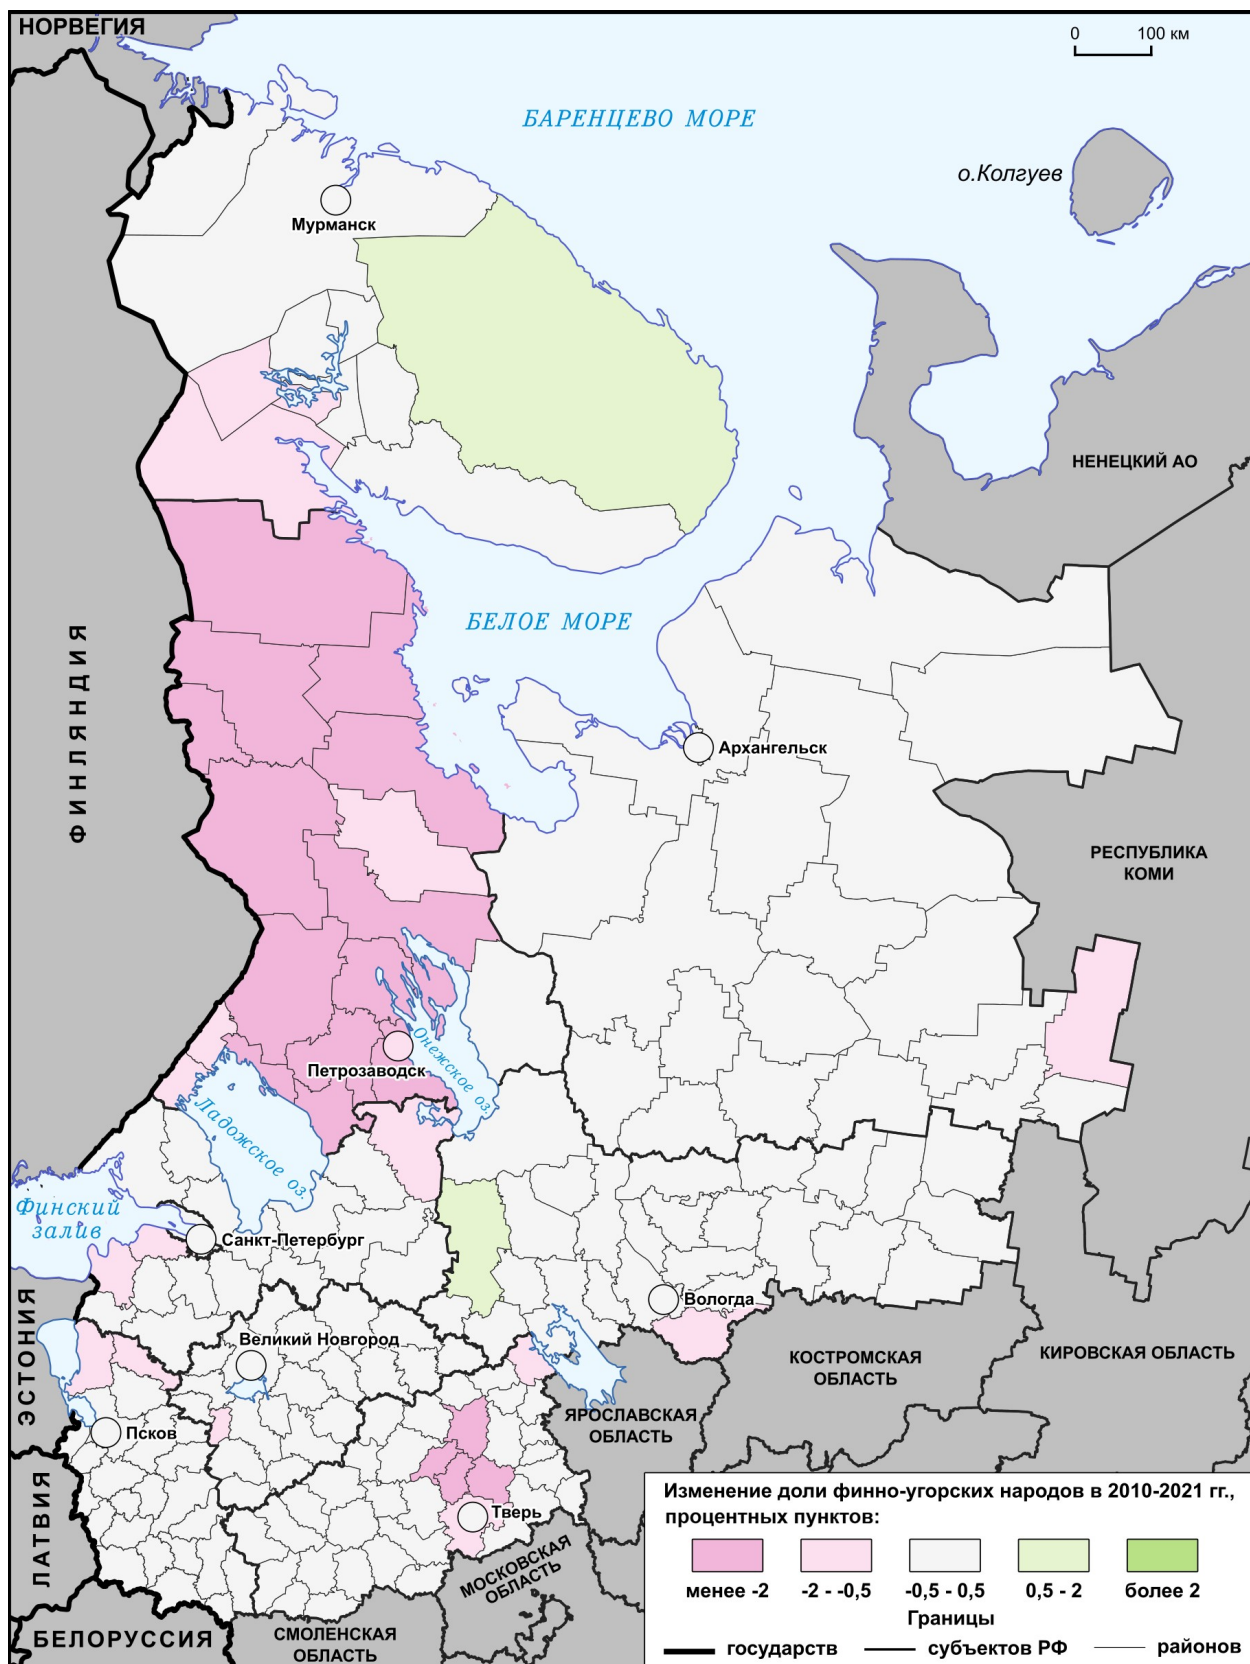 НОРВЕГИЯ
0 100 км
БАРЕНЦЕВО МОРЕ
о.Колгуев
Мурманск
НЕНЕЦКИЙ АО
ФИНЛЯНДИЯ
БЕЛОЕ МОРЕ
Архангельск
РЕСПУБЛИКА
КОМИ
Онежское оз.
Петрозаводск
Ладожское оз.
Финский
залив
Санкт-Петербург
Вологда
ЭСТОНИЯ
Великий Новгород
КОСТРОМСКАЯ
ОБЛАСТЬ
КИРОВСКАЯ ОБЛАСТЬ
ЯРОСЛАВСКАЯ
ОБЛАСТЬ
Псков
Тверь
ЛАТВИЯ
МОСКОВСКАЯ
ОБЛАСТЬ
БЕЛОРУССИЯ
СМОЛЕНСКАЯ
ОБЛАСТЬ
Изменение доли финно-угорских народов в 2010-2021 гг.,
процентных пунктов:
менее -2 -2 - -0,5 -0,5 - 0,5 0,5 - 2 более 2
Границы
государств субъектов РФ районов